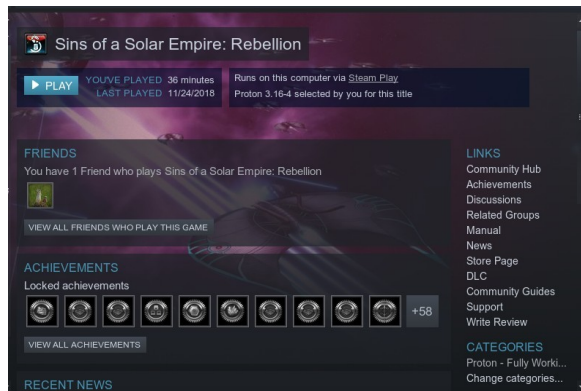 Sins of a Solar Empire: Rebellion
PLAY
YOU'VE PLAYED 36 minutes
LAST PLAYED 11/24/2018
Runs on this computer via Steam Play
Proton 3.16-4 selected by you for this title
FRIENDS
You have 1 Friend who plays Sins of a Solar Empire: Rebellion
VIEW ALL FRIENDS WHO PLAY THIS GAME
ACHIEVEMENTS
Locked achievements
+58
VIEW ALL ACHIEVEMENTS
RECENT NEWS
LINKS
Community Hub
Achievements
Discussions
Related Groups
Manual
News
Store Page
DLC
Community Guides
Support
Write Review
CATEGORIES
Proton - Fully Worki...
Change categories...